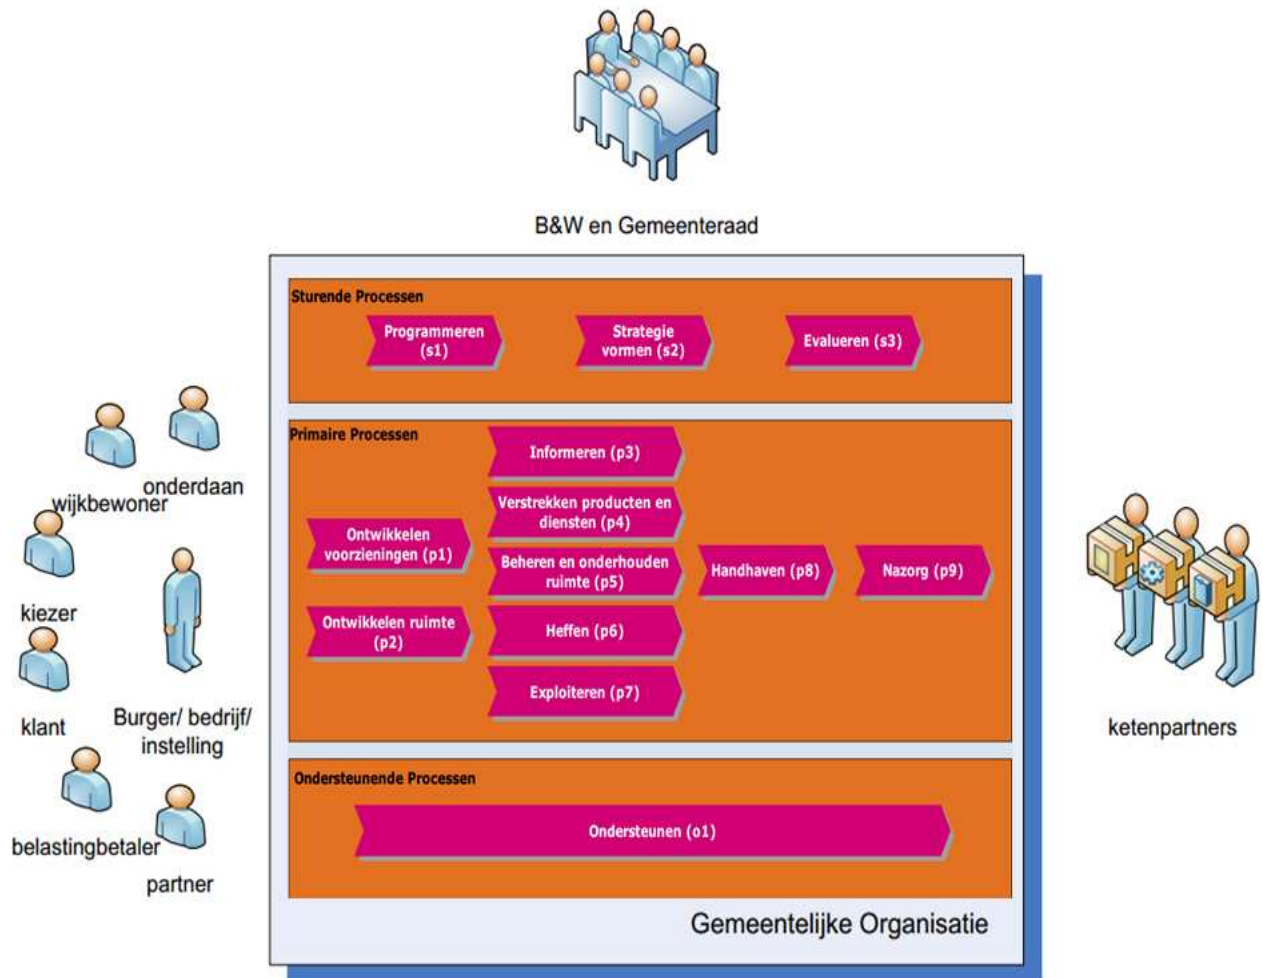 B&W en Gemeenteraad
Sturende Processen
Programmeren
(s1)
Strategie
vormen (s2)
Evalueren (s3)
Primaire Processen
Informeren (p3)
Verstrekken producten en
diensten (p4)
Ontwikkelen
voorzieningen (p1)
Beheren en onderhouden
ruimte (p5)
Handhaven (p8)
Nazorg (p9)
Ontwikkelen ruimte
(p2)
Heffen (p6)
Exploiteren (p7)
Ondersteunende Processen
Ondersteunen (o1)
Gemeentelijke Organisatie
onderdaan
wijkbewoner
kiezer
klant
Burger/ bedrijf/
instelling
belastingbetaler
partner
ketenpartners